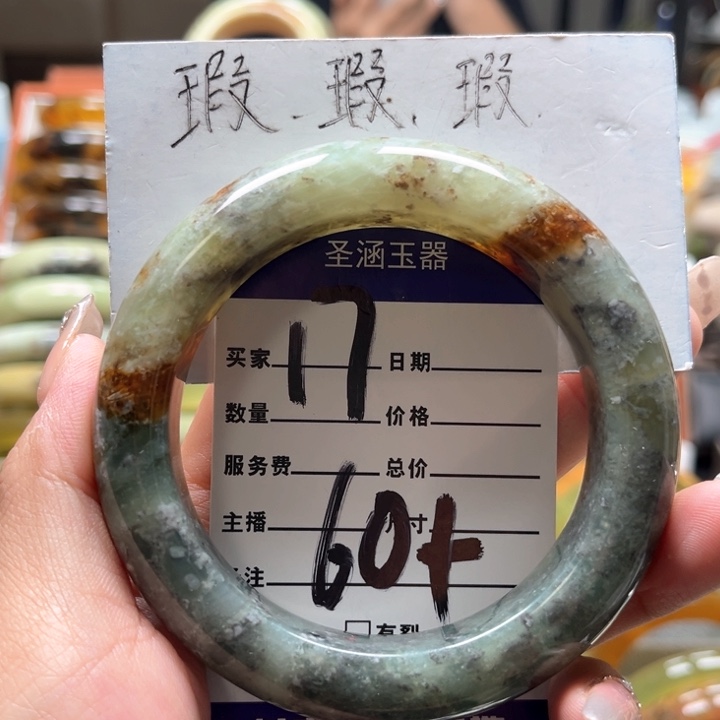 瑕.瑕.瑕.
圣涵玉器
买家 17 日期
数量 价格
服务费 总价
主播 寸
60+
注
有裂